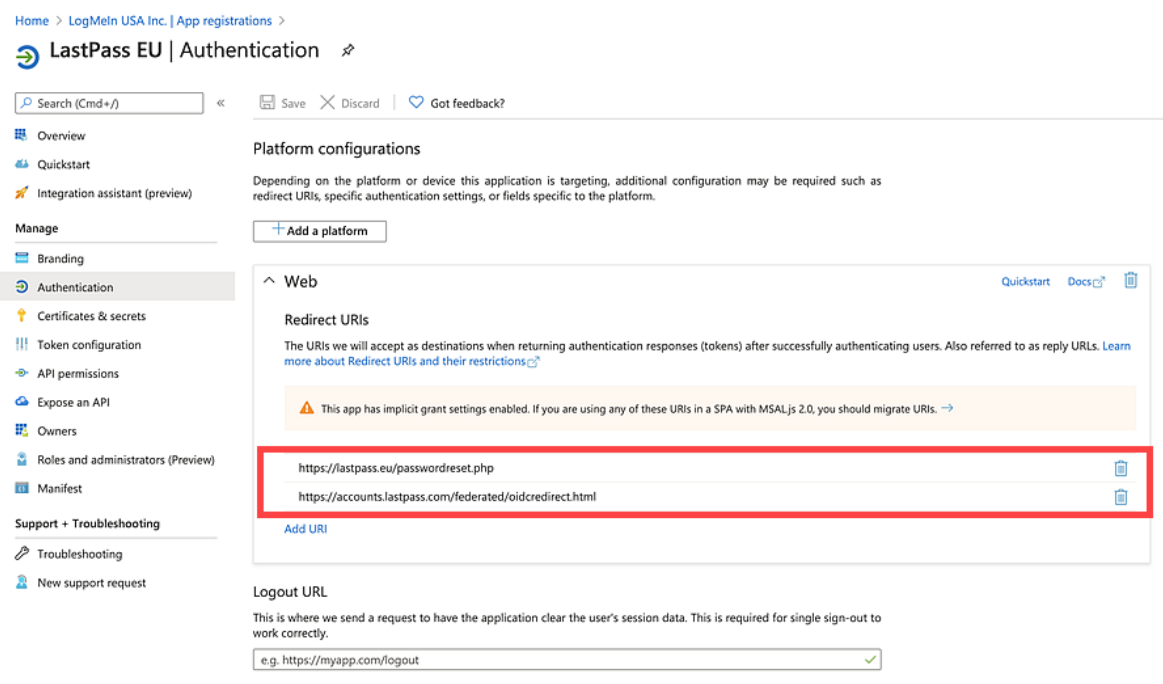 Home > LogMeIn USA Inc. | App registrations >
LastPass EU | Authentication
Search (Cmd+/)
«
Save
Discard
Got feedback?
Overview
Quickstart
Integration assistant (preview)
Manage
Branding
Authentication
Certificates & secrets
Token configuration
API permissions
Expose an API
Owners
Roles and administrators (Preview)
Manifest
Support + Troubleshooting
Troubleshooting
New support request
Platform configurations
Depending on the platform or device this application is targeting, additional configuration may be required such as
redirect URIs, specific authentication settings, or fields specific to the platform.
+ Add a platform
Web
Quickstart
Docs
Redirect URIs
The URIs we will accept as destinations when returning authentication responses (tokens) after successfully authenticating users. Also referred to as reply URLs. Learn
more about Redirect URIs and their restrictions
This app has implicit grant settings enabled. If you are using any of these URIs in a SPA with MSAL.js 2.0, you should migrate URIs. →
https://lastpass.eu/passwordreset.php
https://accounts.lastpass.com/federated/oidcredirect.html
Add URI
Logout URL
This is where we send a request to have the application clear the user's session data. This is required for single sign-out to
work correctly.
e.g. https://myapp.com/logout